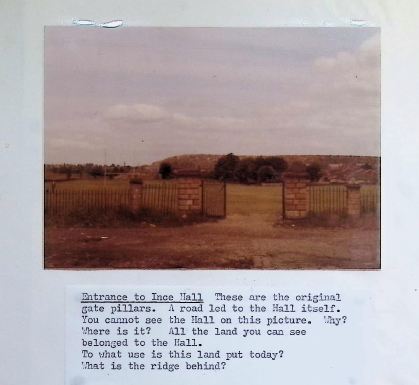 Entrance to Ince Hall These are the original
gate pillars. A road led to the Hall itself.
You cannot see the Hall on this picture. Why?
Where is it? All the land you can see
belonged to the Hall.
To what use is this land put today?
What is the ridge behind?